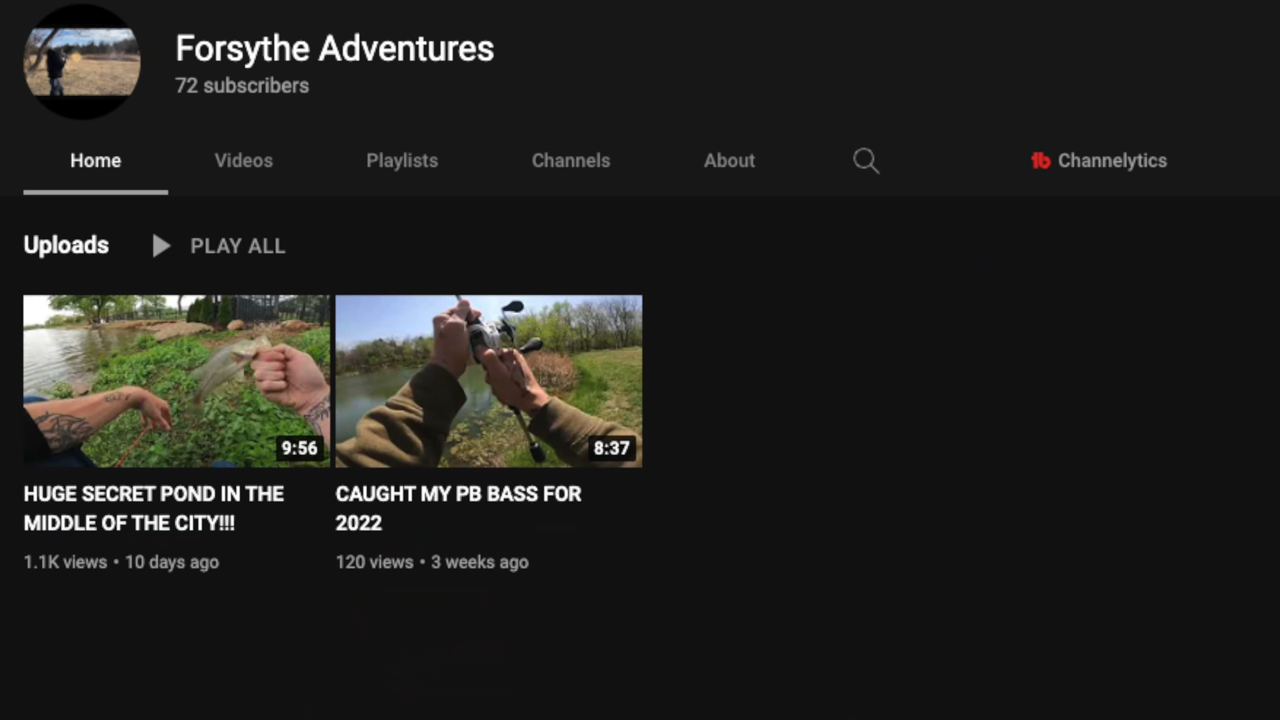 Forsythe Adventures
72 subscribers
Home Videos Playlists Channels About tb Channelytics
Uploads PLAY ALL
9:56 8:37
HUGE SECRET POND IN THE CAUGHT MY PB BASS FOR
MIDDLE OF THE CITY!!! 2022
1.1K views • 10 days ago 120 views • 3 weeks ago